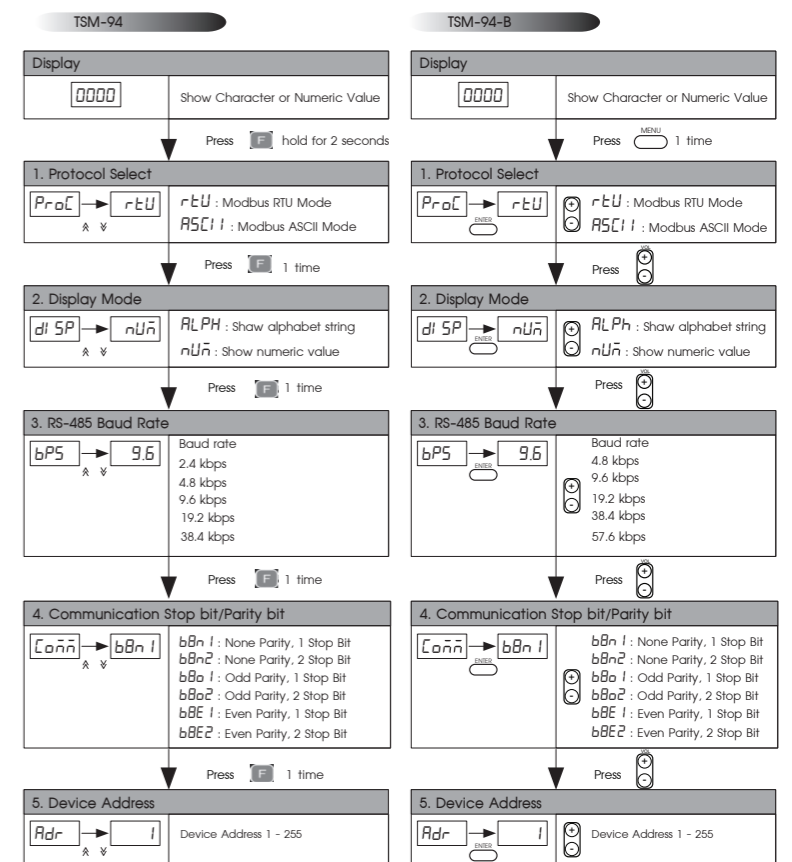 TSM-94
Display
0000
Show Character or Numeric Value
Press F hold for 2 seconds
1. Protocol Select
ProC rtU
rtU : Modbus RTU Mode
ASCII : Modbus ASCII Mode
Press F 1 time
2. Display Mode
dISP nUm
ALPH : Shaw alphabet string
nUm : Show numeric value
Press F 1 time
3. RS-485 Baud Rate
bPS 9.6
Baud rate
2.4 kbps
4.8 kbps
9.6 kbps
19.2 kbps
38.4 kbps
Press F 1 time
4. Communication Stop bit/Parity bit
Comm b8n1
b8n1 : None Parity, 1 Stop Bit
b8n2 : None Parity, 2 Stop Bit
b8o1 : Odd Parity, 1 Stop Bit
b8o2 : Odd Parity, 2 Stop Bit
b8E1 : Even Parity, 1 Stop Bit
b8E2 : Even Parity, 2 Stop Bit
Press F 1 time
5. Device Address
Adr 1
Device Address 1 - 255
TSM-94-B
Display
0000
Show Character or Numeric Value
Press MENU 1 time
1. Protocol Select
ProC rtU
ENTER
+
-
rtU : Modbus RTU Mode
ASCII : Modbus ASCII Mode
Press VOL + -
2. Display Mode
dISP nUm
ENTER
+
-
ALPh : Shaw alphabet string
nUm : Show numeric value
Press VOL + -
3. RS-485 Baud Rate
bPS 9.6
ENTER
+
-
Baud rate
4.8 kbps
9.6 kbps
19.2 kbps
38.4 kbps
57.6 kbps
Press VOL + -
4. Communication Stop bit/Parity bit
Comm b8n1
ENTER
+
-
b8n1 : None Parity, 1 Stop Bit
b8n2 : None Parity, 2 Stop Bit
b8o1 : Odd Parity, 1 Stop Bit
b8o2 : Odd Parity, 2 Stop Bit
b8E1 : Even Parity, 1 Stop Bit
b8E2 : Even Parity, 2 Stop Bit
Press VOL + -
5. Device Address
Adr 1
ENTER
+
-
Device Address 1 - 255